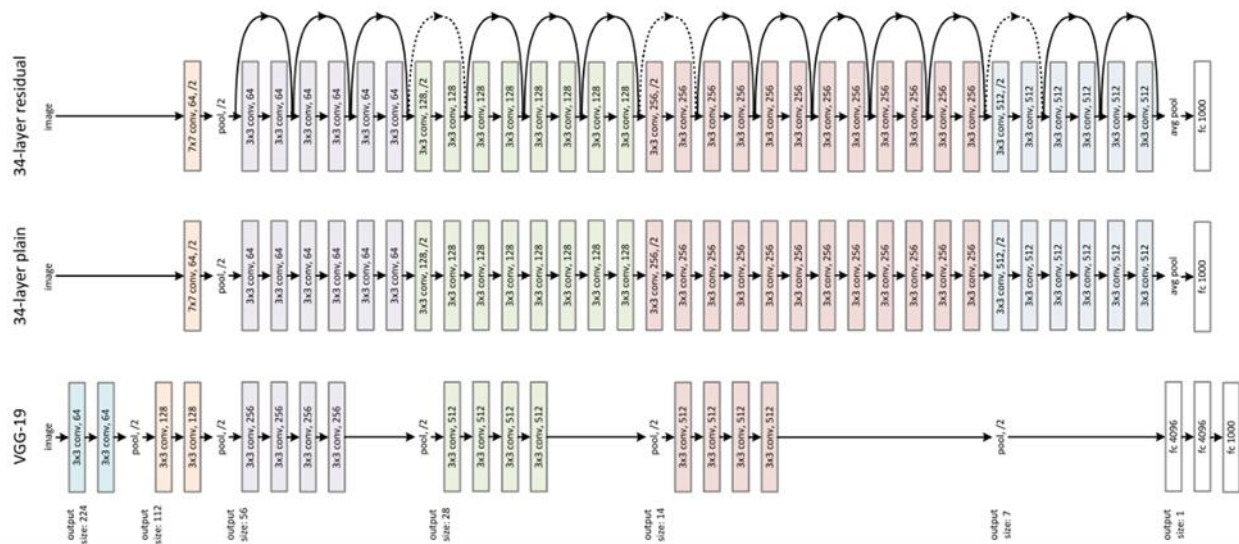 34-layer residual
image
7x7 conv, 64, /2
pool, /2
3x3 conv, 64
3x3 conv, 64
3x3 conv, 64
3x3 conv, 64
3x3 conv, 64
3x3 conv, 64
3x3 conv, 128, /2
3x3 conv, 128
3x3 conv, 128
3x3 conv, 128
3x3 conv, 128
3x3 conv, 128
3x3 conv, 128
3x3 conv, 128
3x3 conv, 256, /2
3x3 conv, 256
3x3 conv, 256
3x3 conv, 256
3x3 conv, 256
3x3 conv, 256
3x3 conv, 256
3x3 conv, 256
3x3 conv, 256
3x3 conv, 256
3x3 conv, 256
3x3 conv, 256
3x3 conv, 512, /2
3x3 conv, 512
3x3 conv, 512
3x3 conv, 512
3x3 conv, 512
3x3 conv, 512
avg pool
fc 1000
34-layer plain
image
7x7 conv, 64, /2
pool, /2
3x3 conv, 64
3x3 conv, 64
3x3 conv, 64
3x3 conv, 64
3x3 conv, 64
3x3 conv, 64
3x3 conv, 128, /2
3x3 conv, 128
3x3 conv, 128
3x3 conv, 128
3x3 conv, 128
3x3 conv, 128
3x3 conv, 128
3x3 conv, 128
3x3 conv, 256, /2
3x3 conv, 256
3x3 conv, 256
3x3 conv, 256
3x3 conv, 256
3x3 conv, 256
3x3 conv, 256
3x3 conv, 256
3x3 conv, 256
3x3 conv, 256
3x3 conv, 256
3x3 conv, 256
3x3 conv, 512, /2
3x3 conv, 512
3x3 conv, 512
3x3 conv, 512
3x3 conv, 512
3x3 conv, 512
avg pool
fc 1000
VGG-19
image
3x3 conv, 64
3x3 conv, 64
pool, /2
3x3 conv, 128
3x3 conv, 128
pool, /2
3x3 conv, 256
3x3 conv, 256
3x3 conv, 256
3x3 conv, 256
pool, /2
3x3 conv, 512
3x3 conv, 512
3x3 conv, 512
3x3 conv, 512
pool, /2
3x3 conv, 512
3x3 conv, 512
3x3 conv, 512
3x3 conv, 512
pool, /2
fc 4096
fc 4096
fc 1000
output
size: 224
output
size: 112
output
size: 56
output
size: 28
output
size: 14
output
size: 7
output
size: 1